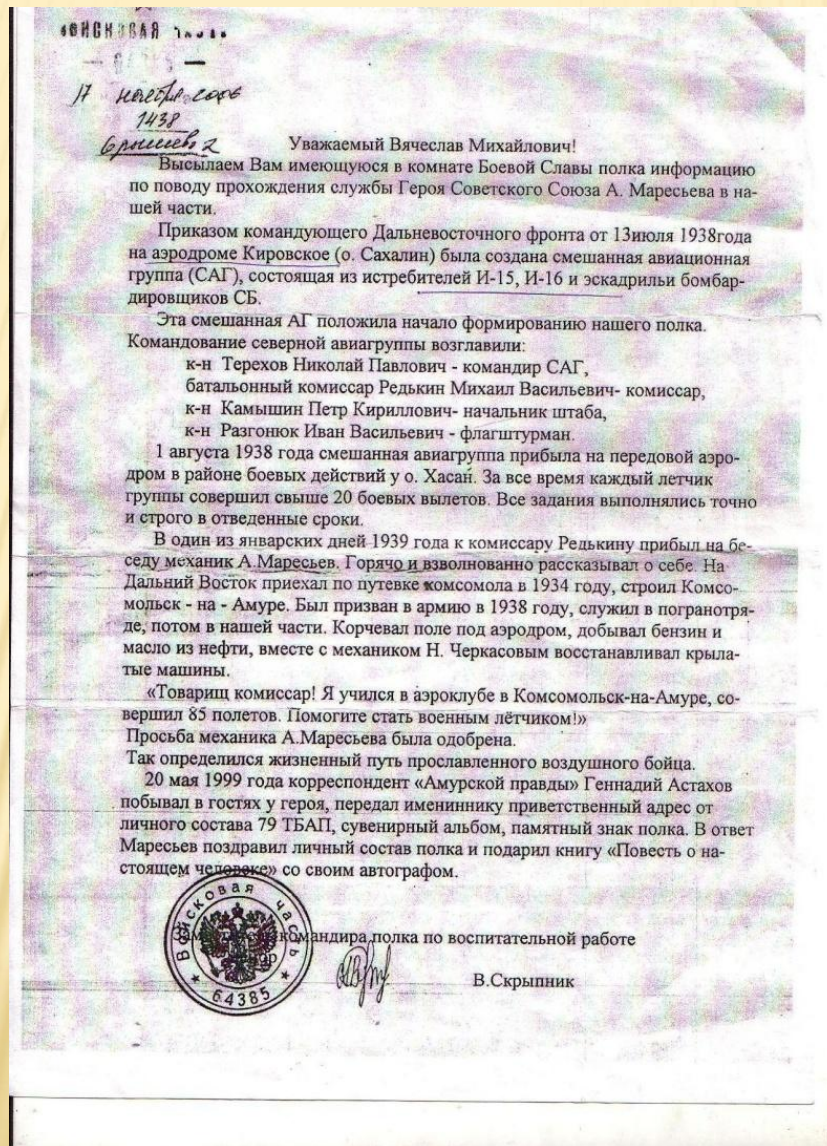 ВОЙСКОВАЯ
17 ноября 2006
1438
Уважаемый Вячеслав Михайлович!
Высылаем Вам имеющуюся в комнате Боевой Славы полка информацию
по поводу прохождения службы Героя Советского Союза А. Маресьева в на-
шей части.
Приказом командующего Дальневосточного фронта от 13июля 1938года
на аэродроме Кировское (о. Сахалин) была создана смешанная авиационная
группа (САГ), состоящая из истребителей И-15, И-16 и эскадрильи бомбар-
дировщиков СБ.
Эта смешанная АГ положила начало формированию нашего полка.
Командование северной авиагруппы возглавили:
к-н Терехов Николай Павлович - командир САГ,
батальонный комиссар Редькин Михаил Васильевич- комиссар,
к-н Камышин Петр Кириллович- начальник штаба,
к-н Разгонюк Иван Васильевич - флагштурман.
1 августа 1938 года смешанная авиагруппа прибыла на передовой аэро-
дром в районе боевых действий у о. Хасан. За все время каждый летчик
группы совершил свыше 20 боевых вылетов. Все задания выполнялись точно
и строго в отведенные сроки.
В один из январских дней 1939 года к комиссару Редькину прибыл на бе-
седу механик А.Маресьев. Горячо и взволнованно рассказывал о себе. На
Дальний Восток приехал по путевке комсомола в 1934 году, строил Комсо-
мольск - на - Амуре. Был призван в армию в 1938 году, служил в погранотря-
де, потом в нашей части. Корчевал поле под аэродром, добывал бензин и
масло из нефти, вместе с механиком Н. Черкасовым восстанавливал крыла-
тые машины.
«Товарищ комиссар! Я учился в аэроклубе в Комсомольск-на-Амуре, со-
вершил 85 полетов. Помогите стать военным лётчиком!»
Просьба механика А.Маресьева была одобрена.
Так определился жизненный путь прославленного воздушного бойца.
20 мая 1999 года корреспондент «Амурской правды» Геннадий Астахов
побывал в гостях у героя, передал имениннику приветственный адрес от
личного состава 79 ТБАП, сувенирный альбом, памятный знак полка. В ответ
Маресьев поздравил личный состав полка и подарил книгу «Повесть о на-
стоящем человеке» со своим автографом.
командира полка по воспитательной работе
В.Скрыпник
Войсковая часть
64385